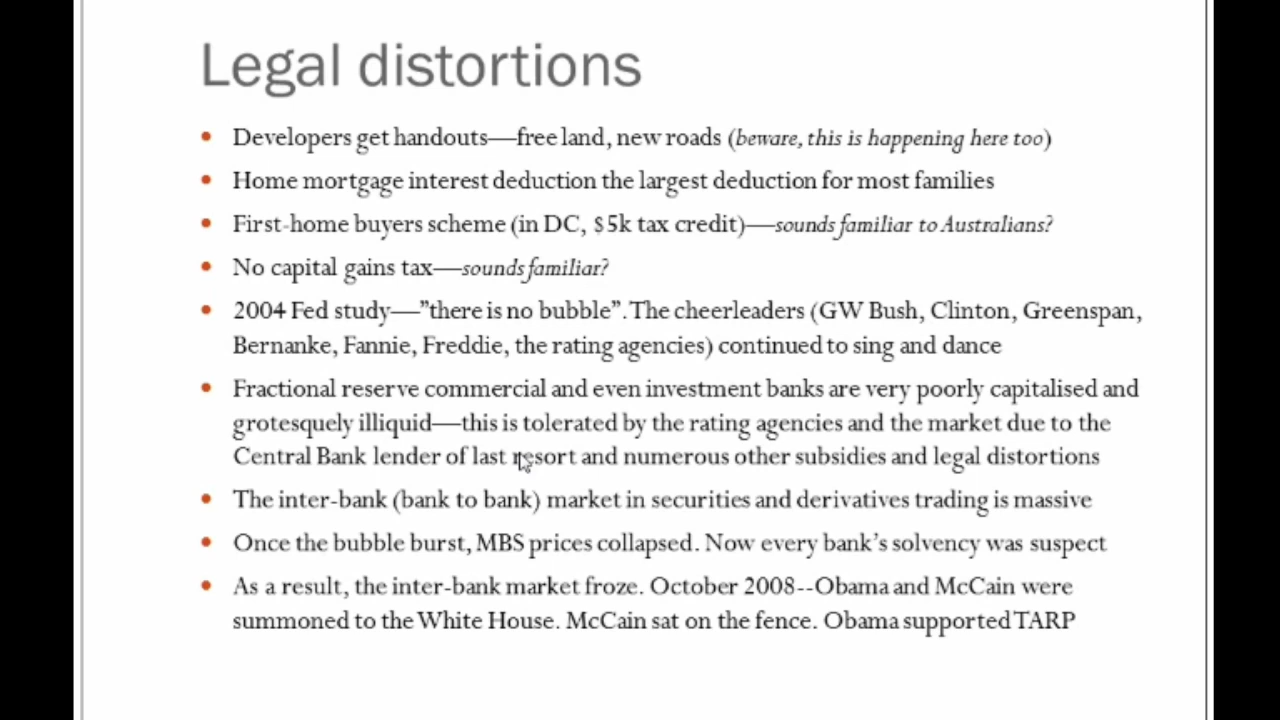 Legal distortions
• Developers get handouts—free land, new roads (beware, this is happening here too)
• Home mortgage interest deduction the largest deduction for most families
• First-home buyers scheme (in DC, $5k tax credit)—sounds familiar to Australians?
• No capital gains tax—sounds familiar?
• 2004 Fed study—”there is no bubble”. The cheerleaders (GW Bush, Clinton, Greenspan,
Bernanke, Fannie, Freddie, the rating agencies) continued to sing and dance
• Fractional reserve commercial and even investment banks are very poorly capitalised and
grotesquely illiquid—this is tolerated by the rating agencies and the market due to the
Central Bank lender of last resort and numerous other subsidies and legal distortions
• The inter-bank (bank to bank) market in securities and derivatives trading is massive
• Once the bubble burst, MBS prices collapsed. Now every bank’s solvency was suspect
• As a result, the inter-bank market froze. October 2008--Obama and McCain were
summoned to the White House. McCain sat on the fence. Obama supported TARP